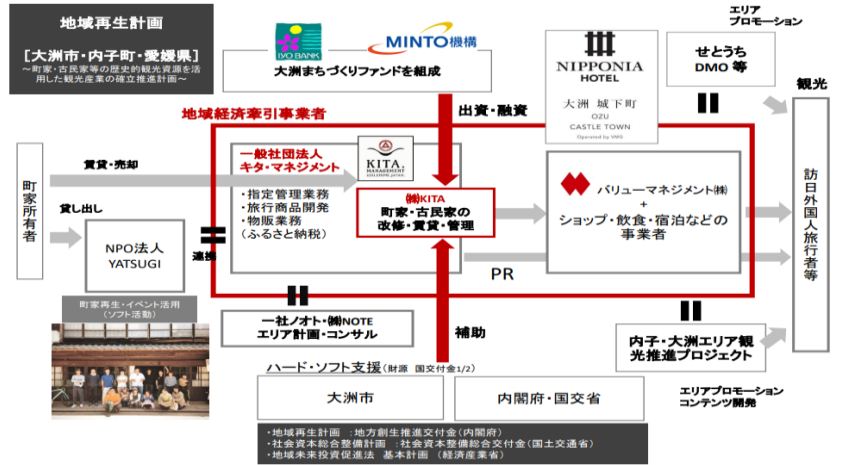 地域再生計画
[大洲市・内子町・愛媛県]
～町家・古民家等の歴史的観光資源を活
用した観光産業の確立推進計画～
IYO BANK
MINTO機構
大洲まちづくりファンドを組成
NIPPONIA
HOTEL
大洲 城下町
OZU
CASTLE TOWN
Operated by VMG
エリア
プロモーション
せとうち
DMO 等
観光
地域経済牽引事業者
出資・融資
町家所有者
賃貸・売却
貸し出し
NPO法人
YATSUGI
連携
一般社団法人
キタ・マネジメント
KITA.
MANAGEMENT
・指定管理業務
・旅行商品開発
・物販業務
(ふるさと納税)
㈱KITA
町家・古民家の
改修・賃貸・管理
バリューマネジメント㈱
+
ショップ・飲食・宿泊などの
事業者
訪日外国人旅行者等
PR
町家再生・イベント活用
(ソフト活動)
一社ノオト・㈱NOTE
エリア計画・コンサル
補助
内子・大洲エリア観
光推進プロジェクト
エリアプロモーション
コンテンツ開発
ハード・ソフト支援(財源 国交付金1/2)
大洲市
内閣府・国交省
・地域再生計画 :地方創生推進交付金(内閣府)
・社会資本総合整備計画 :社会資本整備総合交付金(国土交通省)
・地域未来投資促進法 基本計画 (経済産業省)